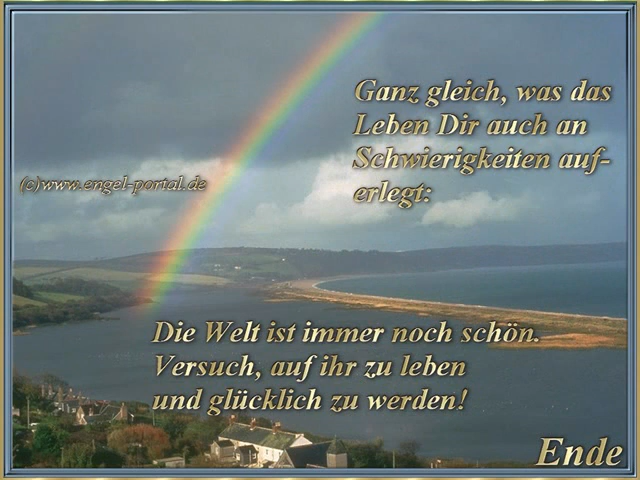 Ganz gleich, was das
Leben Dir auch an
Schwierigkeiten auf-
erlegt:
(c)www.engel-portal.de
Die Welt ist immer noch schön.
Versuch, auf ihr zu leben
und glücklich zu werden!
Ende